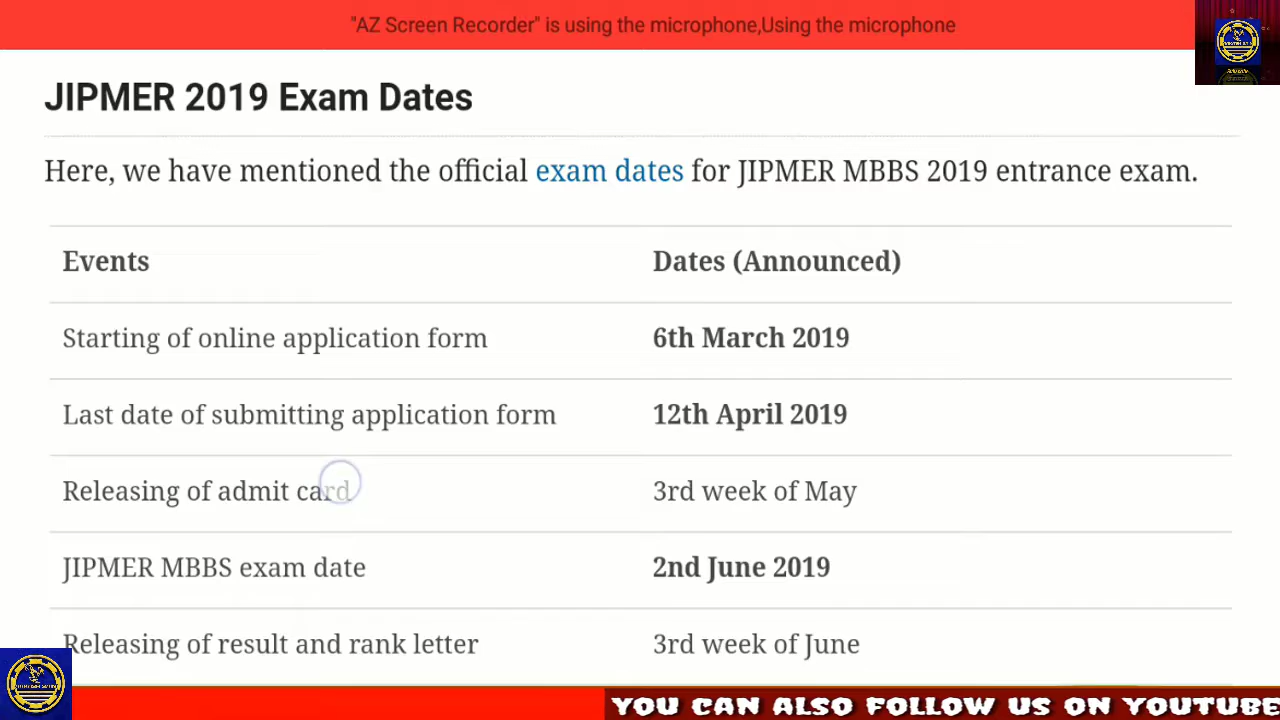 "AZ Screen Recorder" is using the microphone,Using the microphone
JIPMER 2019 Exam Dates
Here, we have mentioned the official exam dates for JIPMER MBBS 2019 entrance exam.
Events Dates (Announced)
Starting of online application form 6th March 2019
Last date of submitting application form 12th April 2019
Releasing of admit card 3rd week of May
JIPMER MBBS exam date 2nd June 2019
Releasing of result and rank letter 3rd week of June
YOU CAN ALSO FOLLOW US ON YOUTUBE